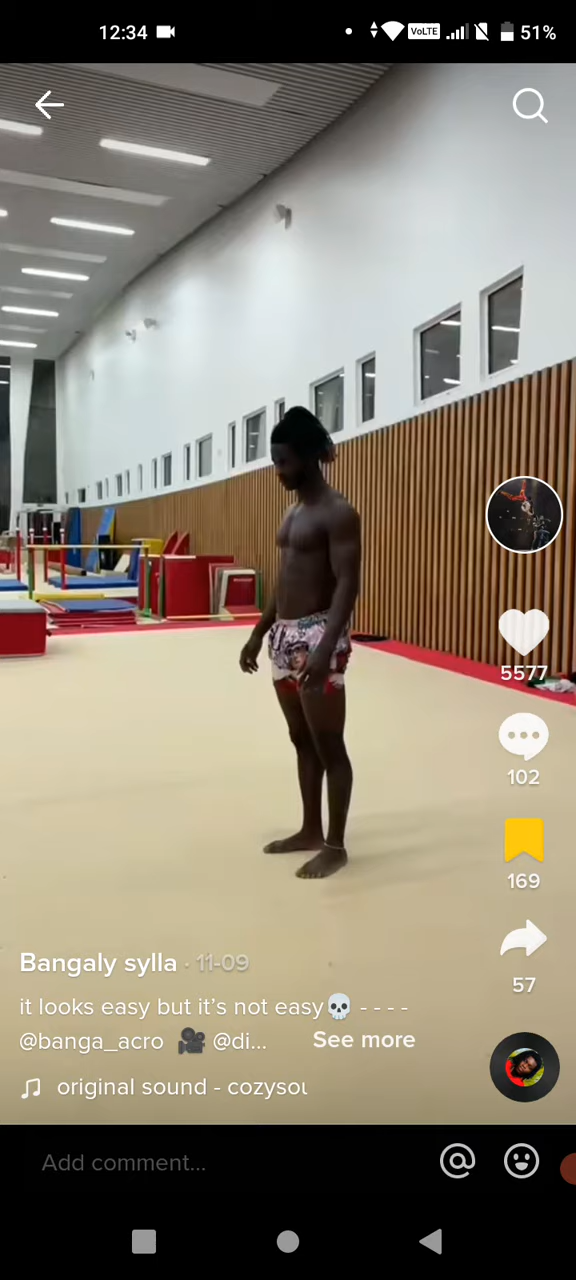 12:34 VoLTE 51%
5577
102
169
57
Bangaly sylla · 11-09
it looks easy but it’s not easy💀 - - - -
@banga_acro 🎥 @di... See more
original sound - cozysou
Add comment...